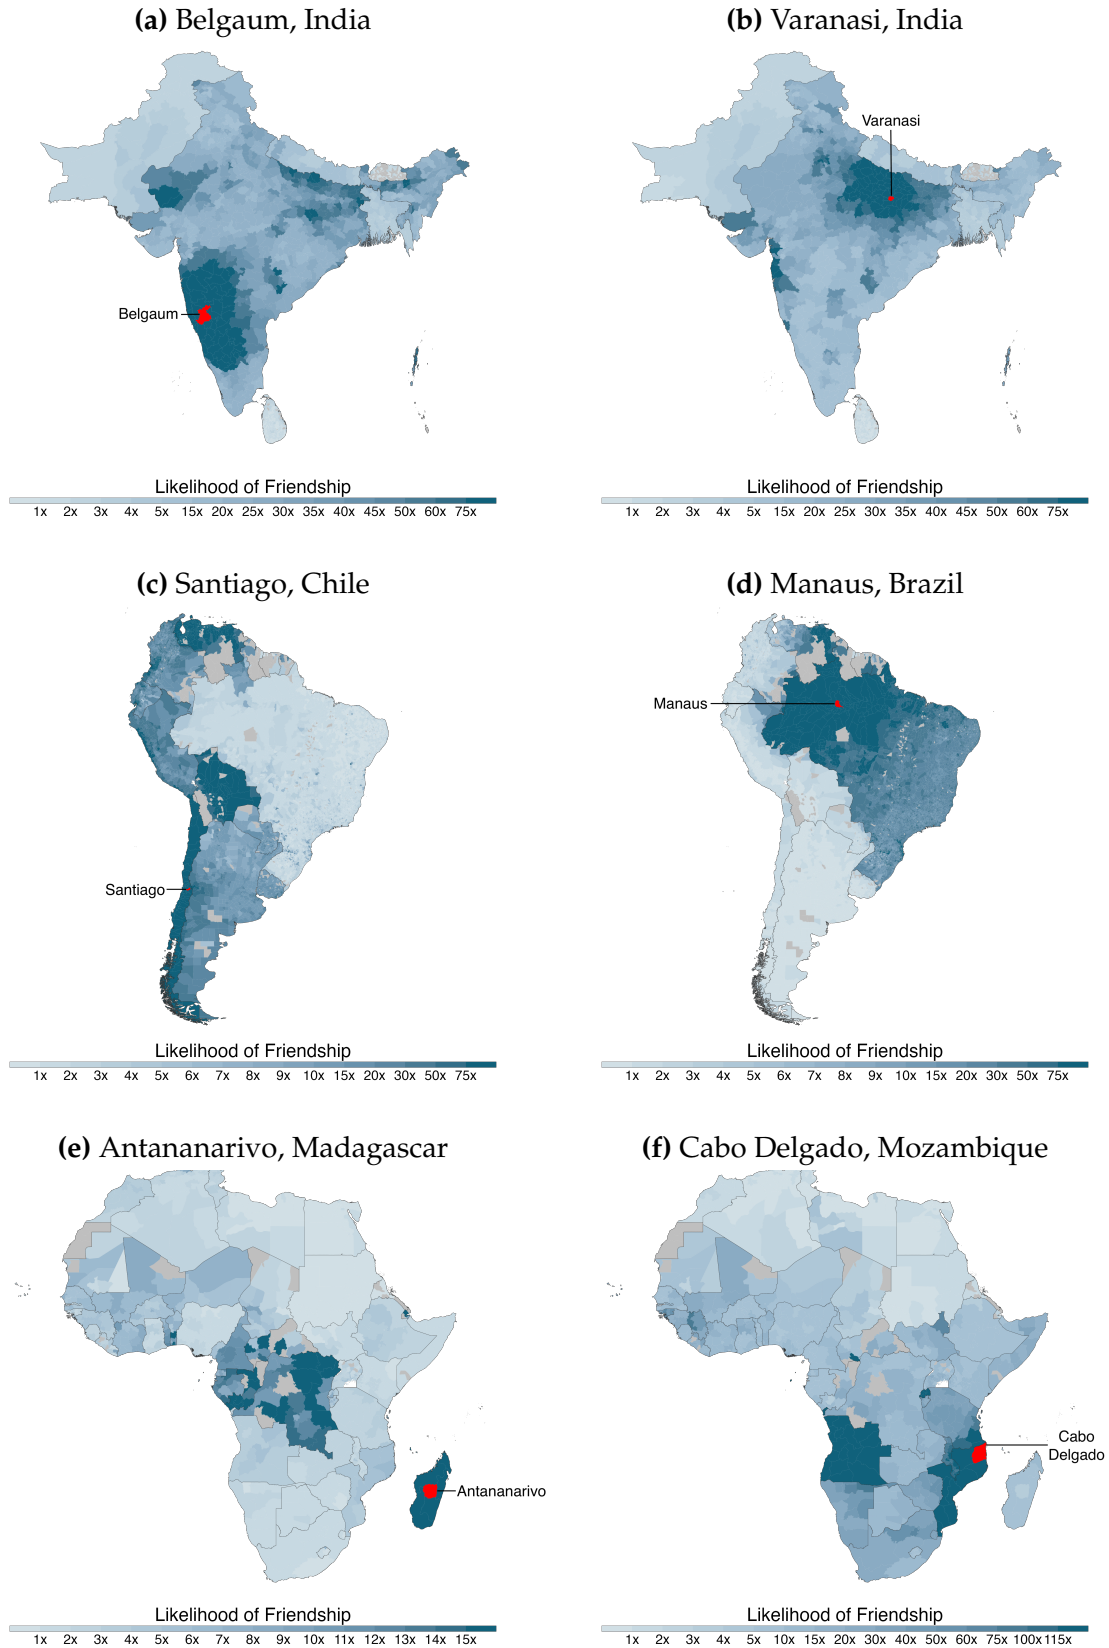 (a) Belgaum, India
Belgaum
Likelihood of Friendship
1x 2x 3x 4x 5x 15x 20x 25x 30x 35x 40x 45x 50x 60x 75x
(b) Varanasi, India
Varanasi
Likelihood of Friendship
1x 2x 3x 4x 5x 15x 20x 25x 30x 35x 40x 45x 50x 60x 75x
(c) Santiago, Chile
Santiago
Likelihood of Friendship
1x 2x 3x 4x 5x 6x 7x 8x 9x 10x 15x 20x 30x 50x 75x
(d) Manaus, Brazil
Manaus
Likelihood of Friendship
1x 2x 3x 4x 5x 6x 7x 8x 9x 10x 15x 20x 30x 50x 75x
(e) Antananarivo, Madagascar
Antananarivo
Likelihood of Friendship
1x 2x 3x 4x 5x 6x 7x 8x 9x 10x 11x 12x 13x 14x 15x
(f) Cabo Delgado, Mozambique
Cabo
Delgado
Likelihood of Friendship
1x 2x 3x 4x 5x 10x 15x 20x 30x 40x 50x 60x 75x 100x115x